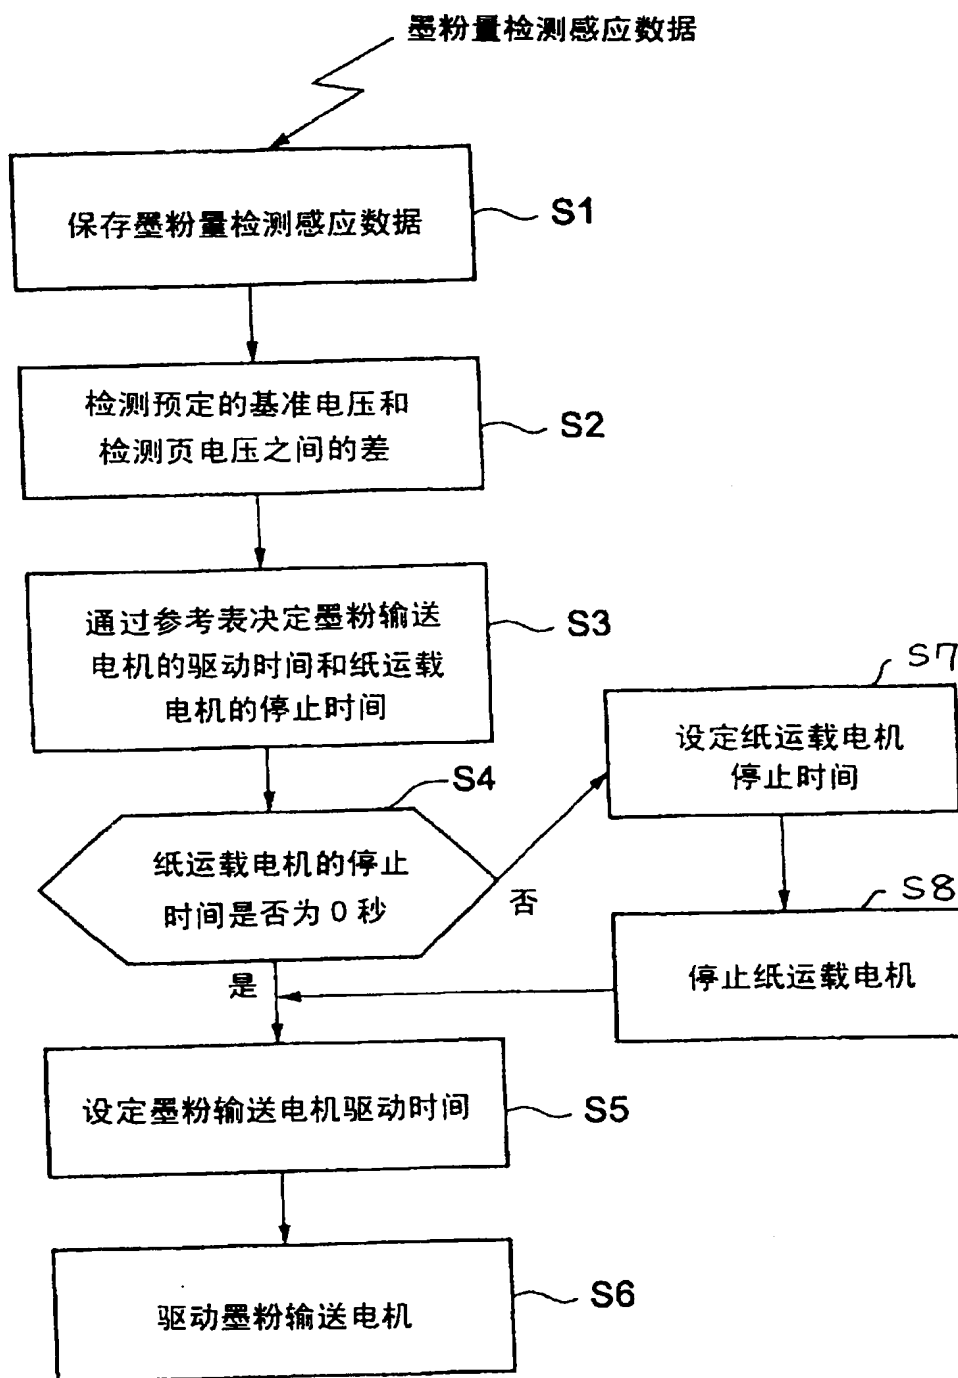 墨粉量检测感应数据
保存墨粉量检测感应数据
S1
检测预定的基准电压和
检测页电压之间的差
S2
通过参考表决定墨粉输送
电机的驱动时间和纸运载
电机的停止时间
S3
S4
纸运载电机的停止
时间是否为0秒
否
是
S7
设定纸运载电机
停止时间
S8
停止纸运载电机
设定墨粉输送电机驱动时间
S5
驱动墨粉输送电机
S6